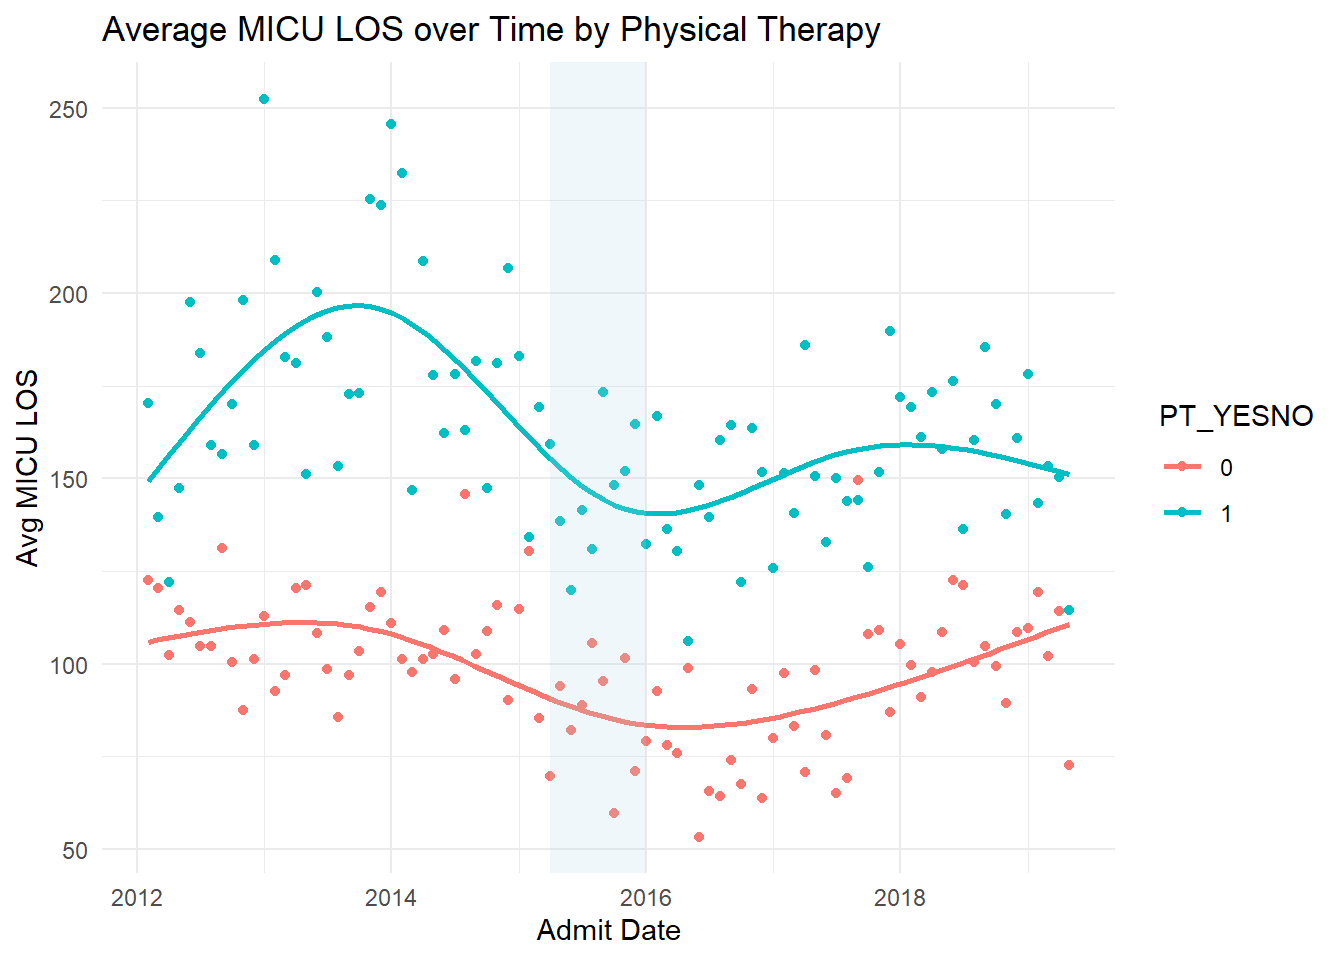 Average MICU LOS over Time by Physical Therapy
250
200
150
100
50
Avg MICU LOS
2012
2014
2016
2018
Admit Date
PT_YESNO
0
1